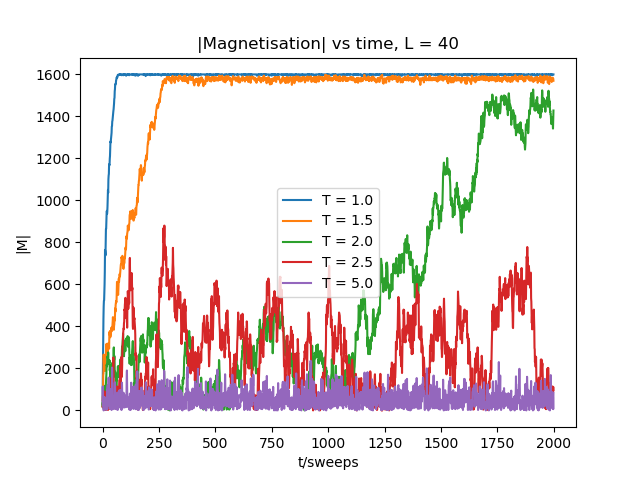 |Magnetisation| vs time, L = 40
|M|
1600
1400
1200
1000
800
600
400
200
0
T = 1.0
T = 1.5
T = 2.0
T = 2.5
T = 5.0
0 250 500 750 1000 1250 1500 1750 2000
t/sweeps